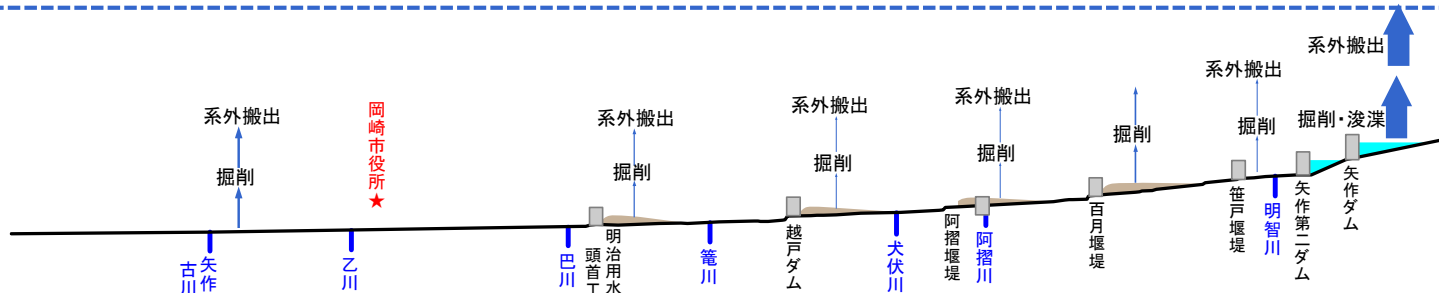 系外搬出
掘削
岡崎市役所★
系外搬出
掘削
系外搬出
掘削
系外搬出
掘削
掘削
系外搬出
掘削
系外搬出
掘削・浚渫
矢作
古川
乙川
巴川
明治用水
頭首工
篭川
越戸ダム
犬伏川
阿摺堰堤
阿摺川
百月堰堤
笹戸堰堤
明智川
矢作第二ダム
矢作ダム